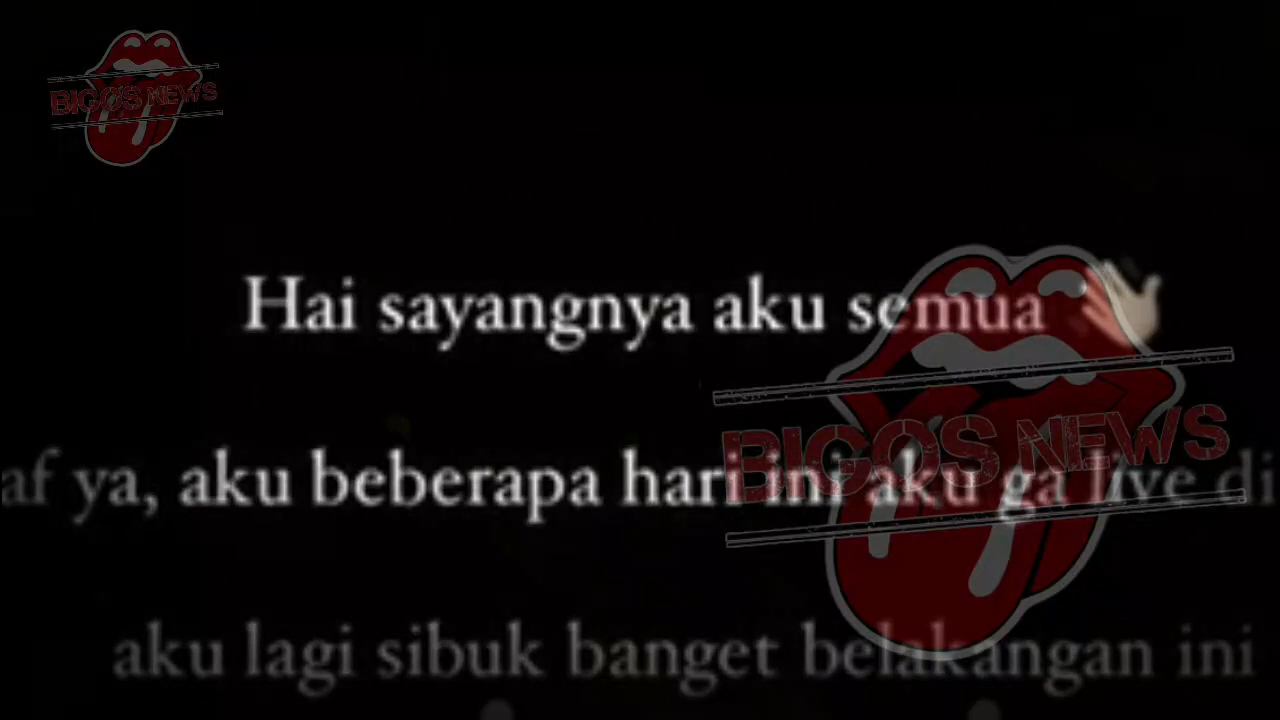 BIGOS NEWS
Hai sayangnya aku semua 👋🏻
af ya, aku beberapa hari ini aku ga live di
BIGOS NEWS
aku lagi sibuk banget belakangan ini